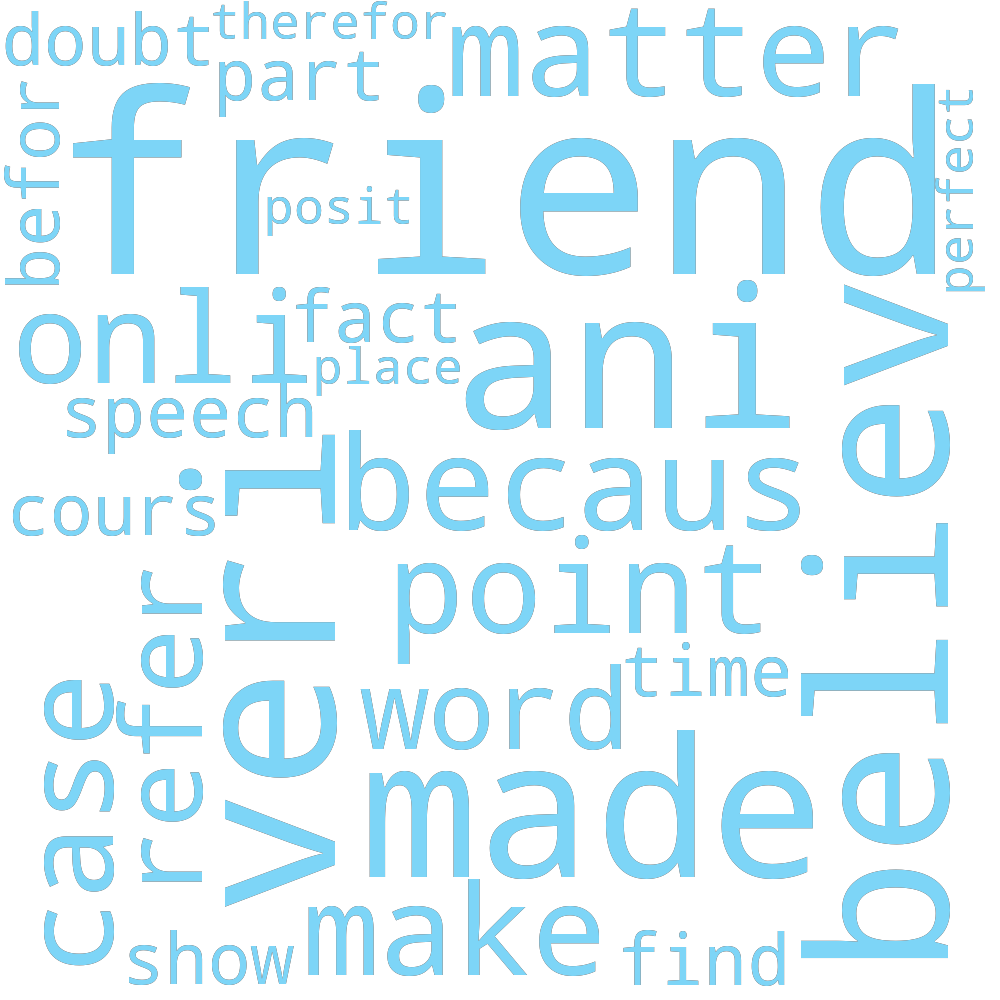 doubt
therefor
part
matter
befor
friend
perfect
posit
onli
fact
place
ani
speech
believ
becaus
cours
veri
point
refer
time
case
word
made
make
show
find